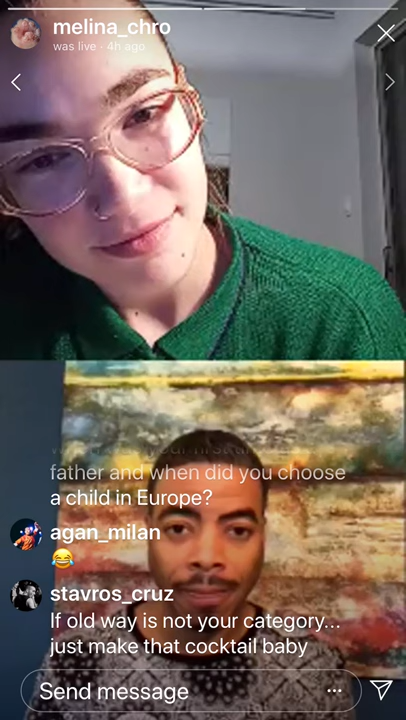 melina_chro
was live · 4h ago
father and when did you choose
a child in Europe?
agan_milan
😂
stavros_cruz
If old way is not your category...
just make that cocktail baby
Send message